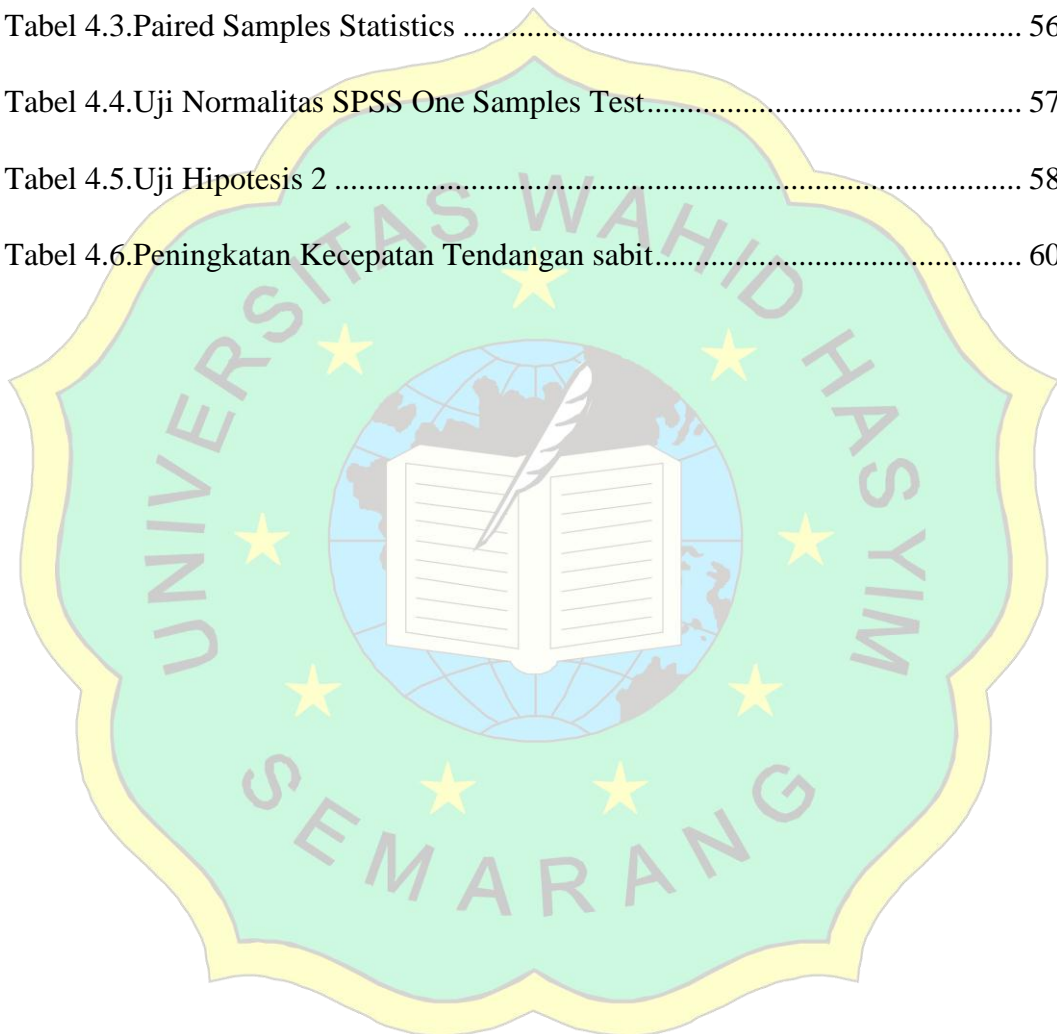 Tabel 4.3.Paired Samples Statistics ........................................................................ 56
Tabel 4.4.Uji Normalitas SPSS One Samples Test ................................................ 57
Tabel 4.5.Uji Hipotesis 2 ........................................................................................ 58
Tabel 4.6.Peningkatan Kecepatan Tendangan sabit ............................................... 60
UNIVERSITAS WAHID HASYIM
SEMARANG